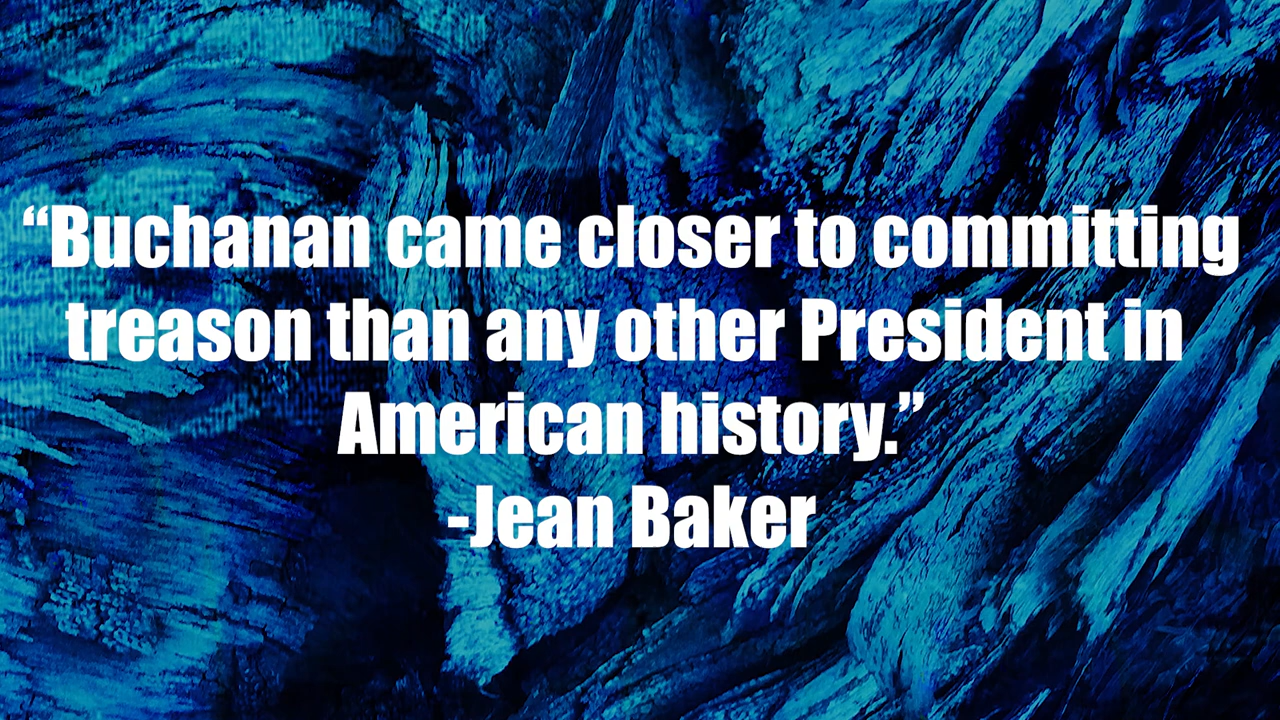 “Buchanan came closer to committing
treason than any other President in
American history.”
-Jean Baker